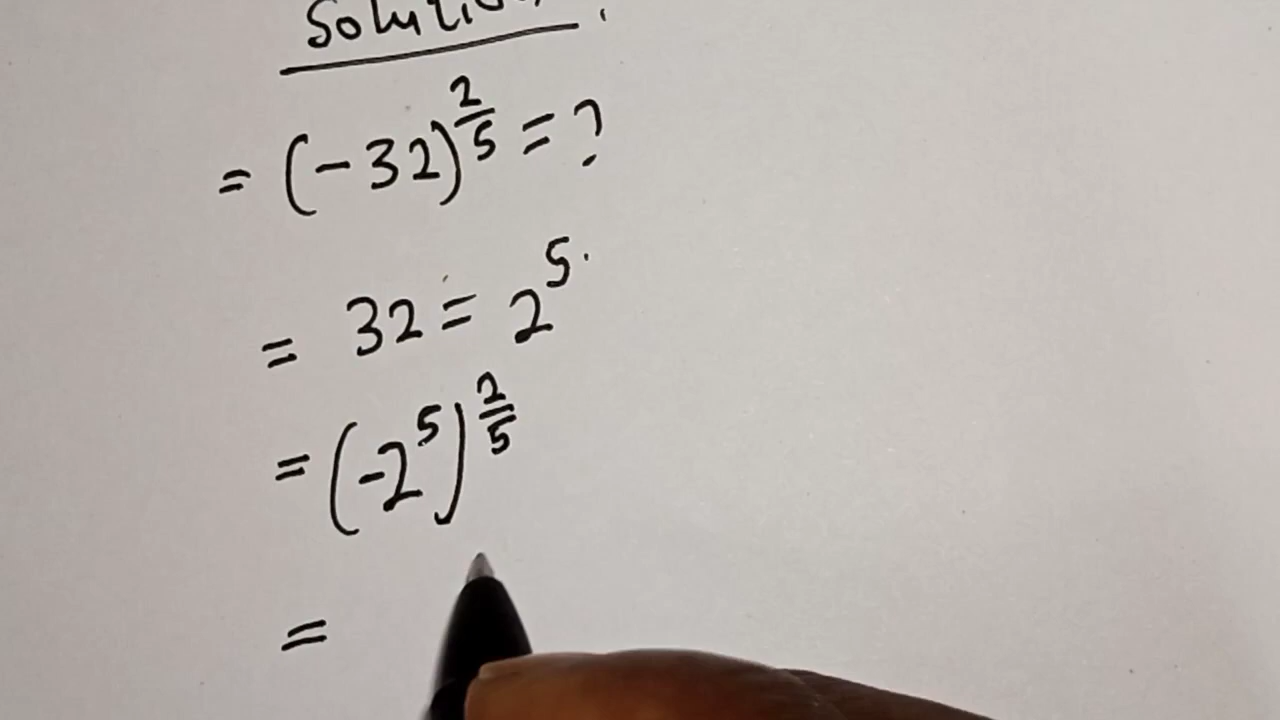 Solution.
= (-32)^{2/5} = ?
= 32 = 2^5.
= (-2^5)^{2/5}
=